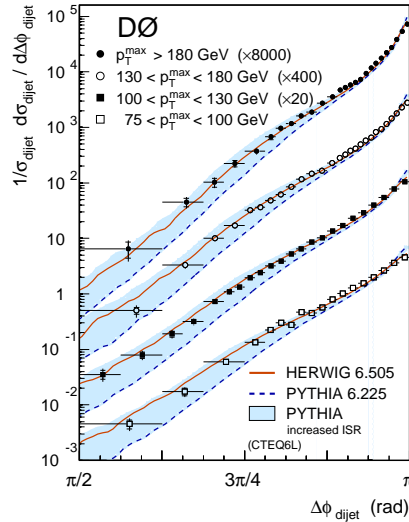 DØ
p_T^max > 180 GeV (×8000)
130 < p_T^max < 180 GeV (×400)
100 < p_T^max < 130 GeV (×20)
75 < p_T^max < 100 GeV
1/σ_dijet dσ_dijet / dΔϕ_dijet
10^5
10^4
10^3
10^2
10
1
10^-1
10^-2
10^-3
HERWIG 6.505
PYTHIA 6.225
PYTHIA
increased ISR
(CTEQ6L)
π/2
3π/4
π
Δϕ_dijet (rad)